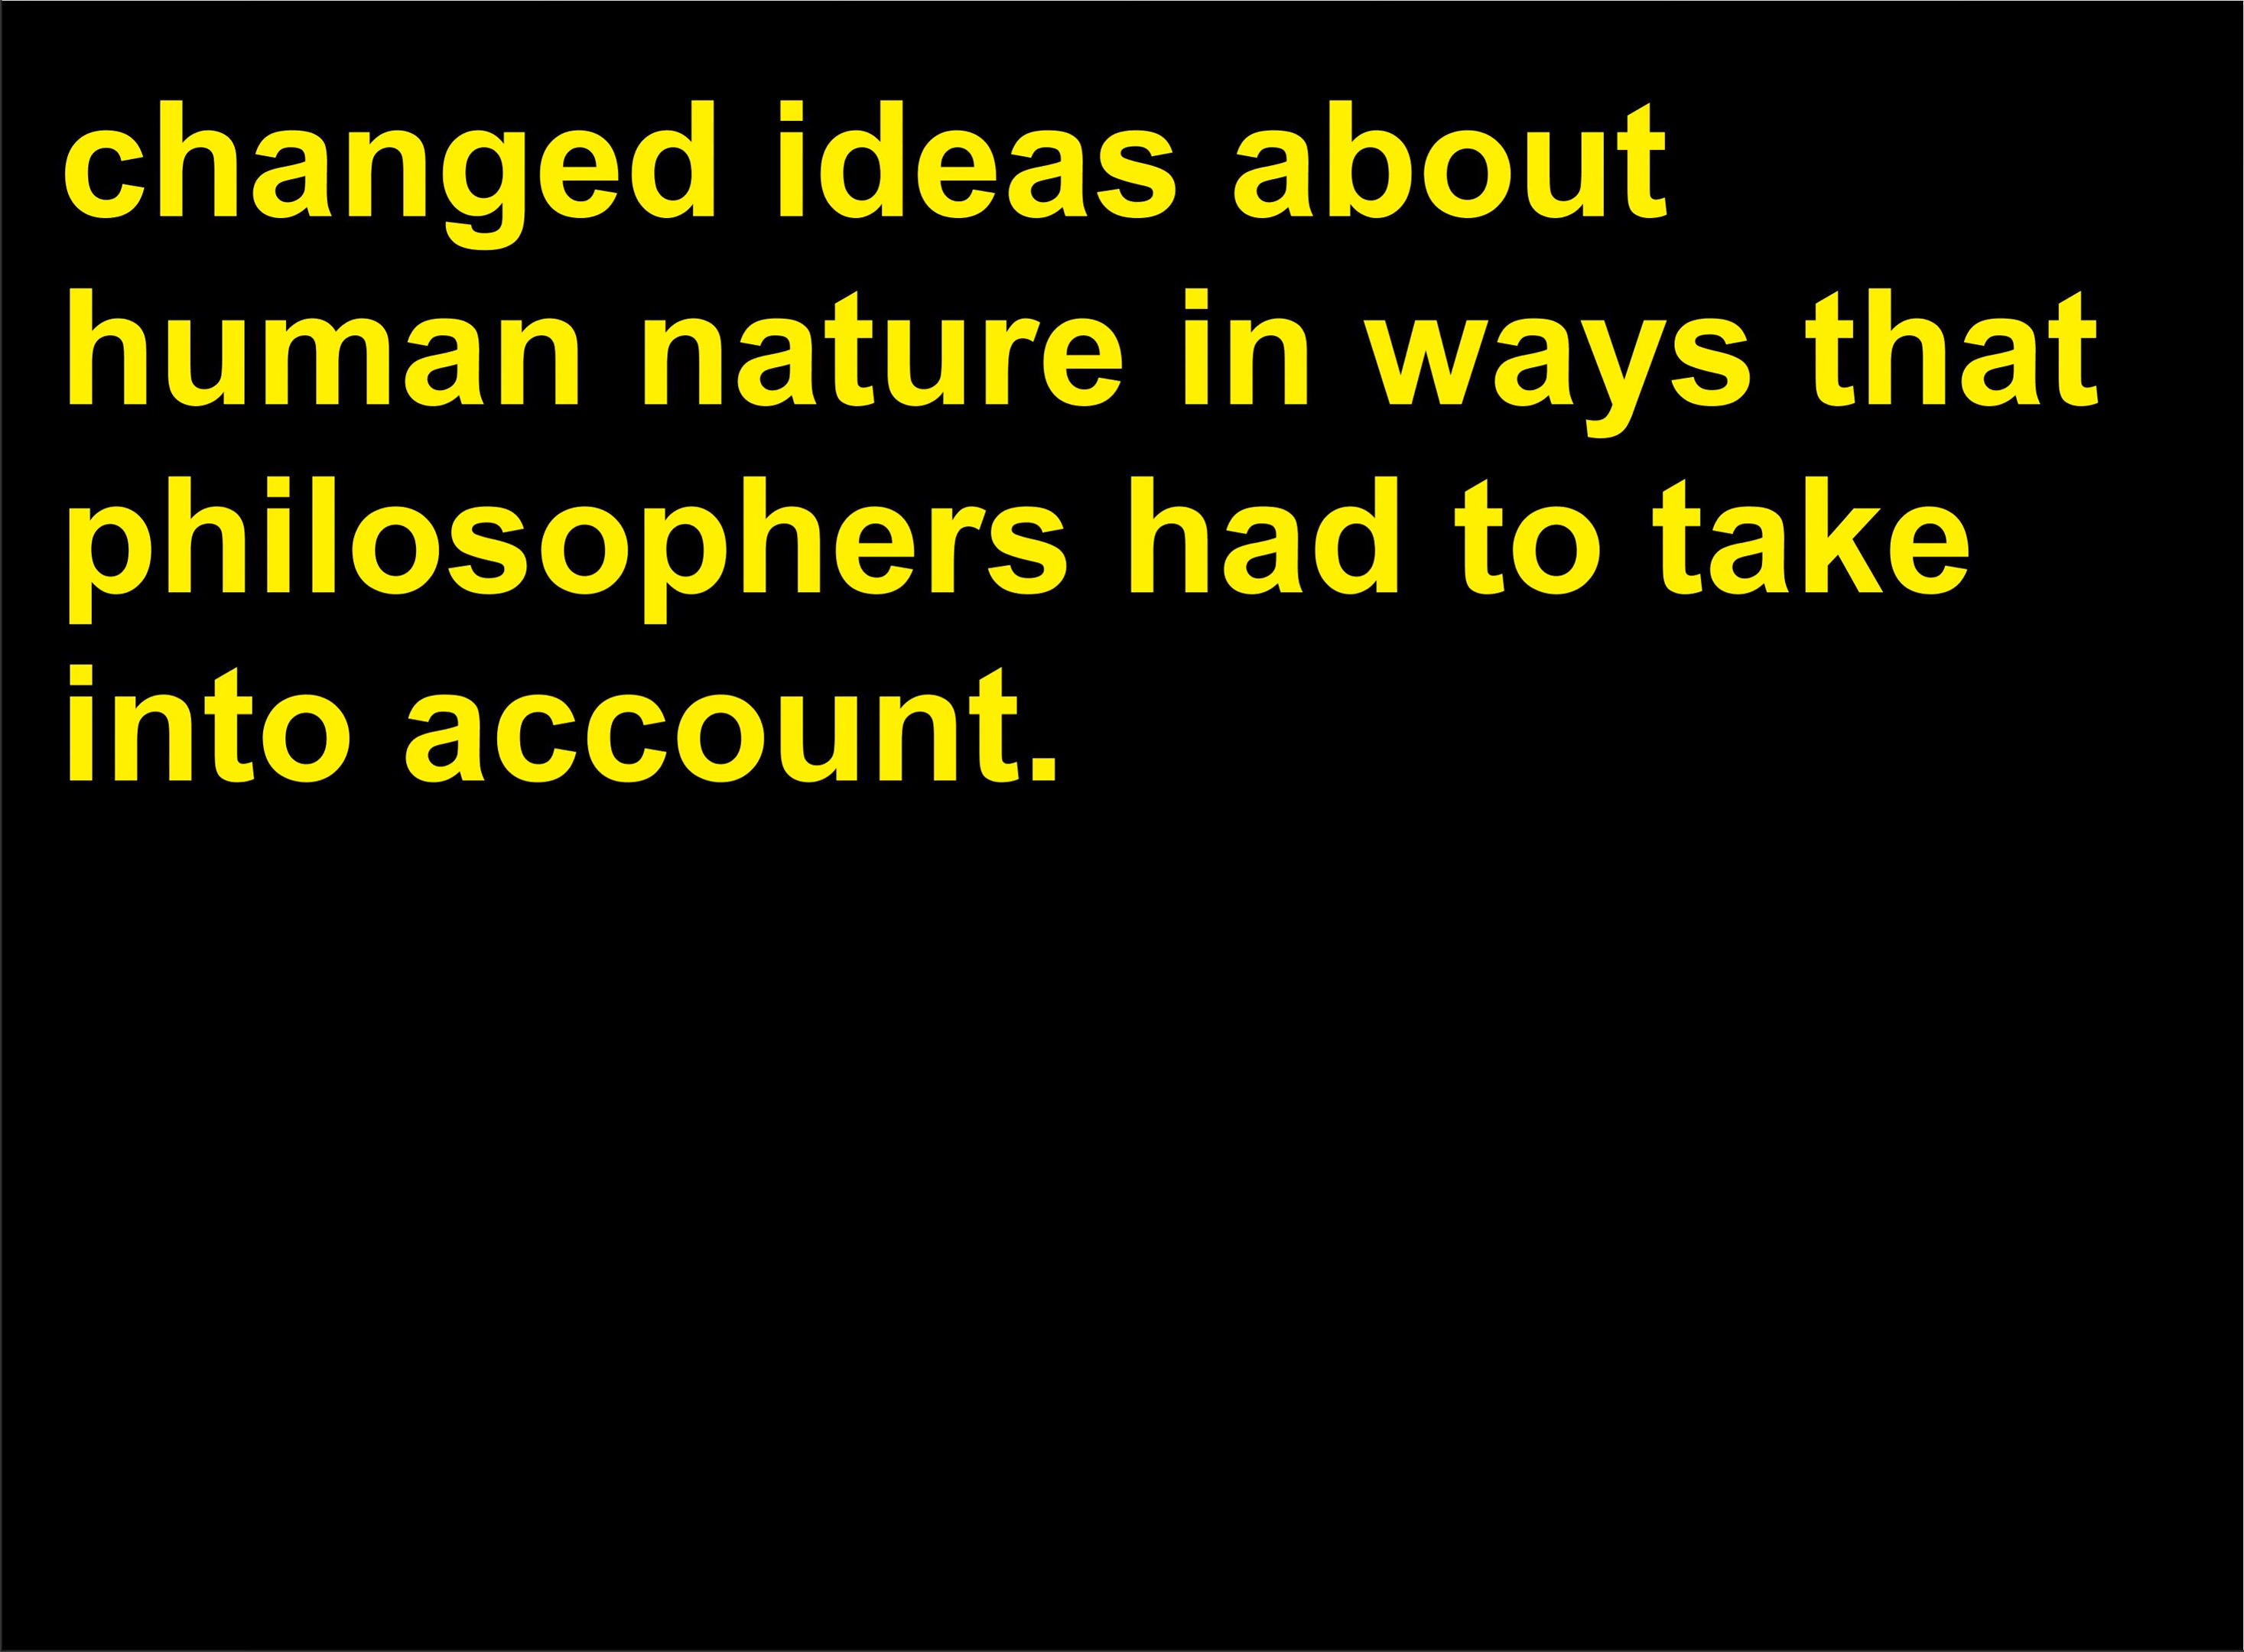 changed ideas about
human nature in ways that
philosophers had to take
into account.